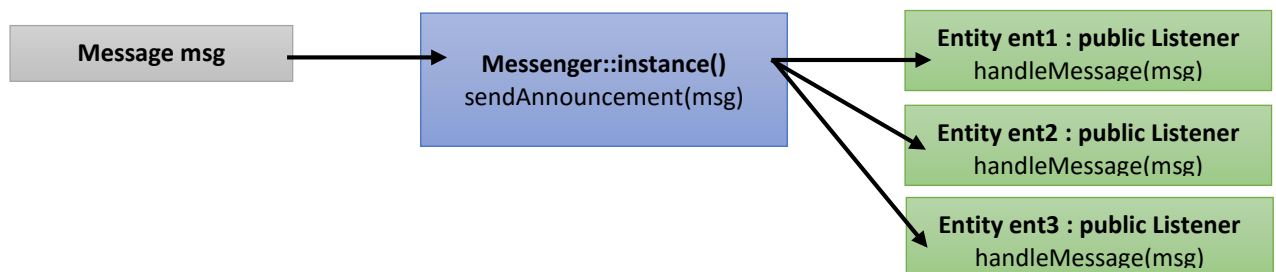 Message msg
Messenger::instance()
sendAnnouncement(msg)
Entity ent1 : public Listener
handleMessage(msg)
Entity ent2 : public Listener
handleMessage(msg)
Entity ent3 : public Listener
handleMessage(msg)